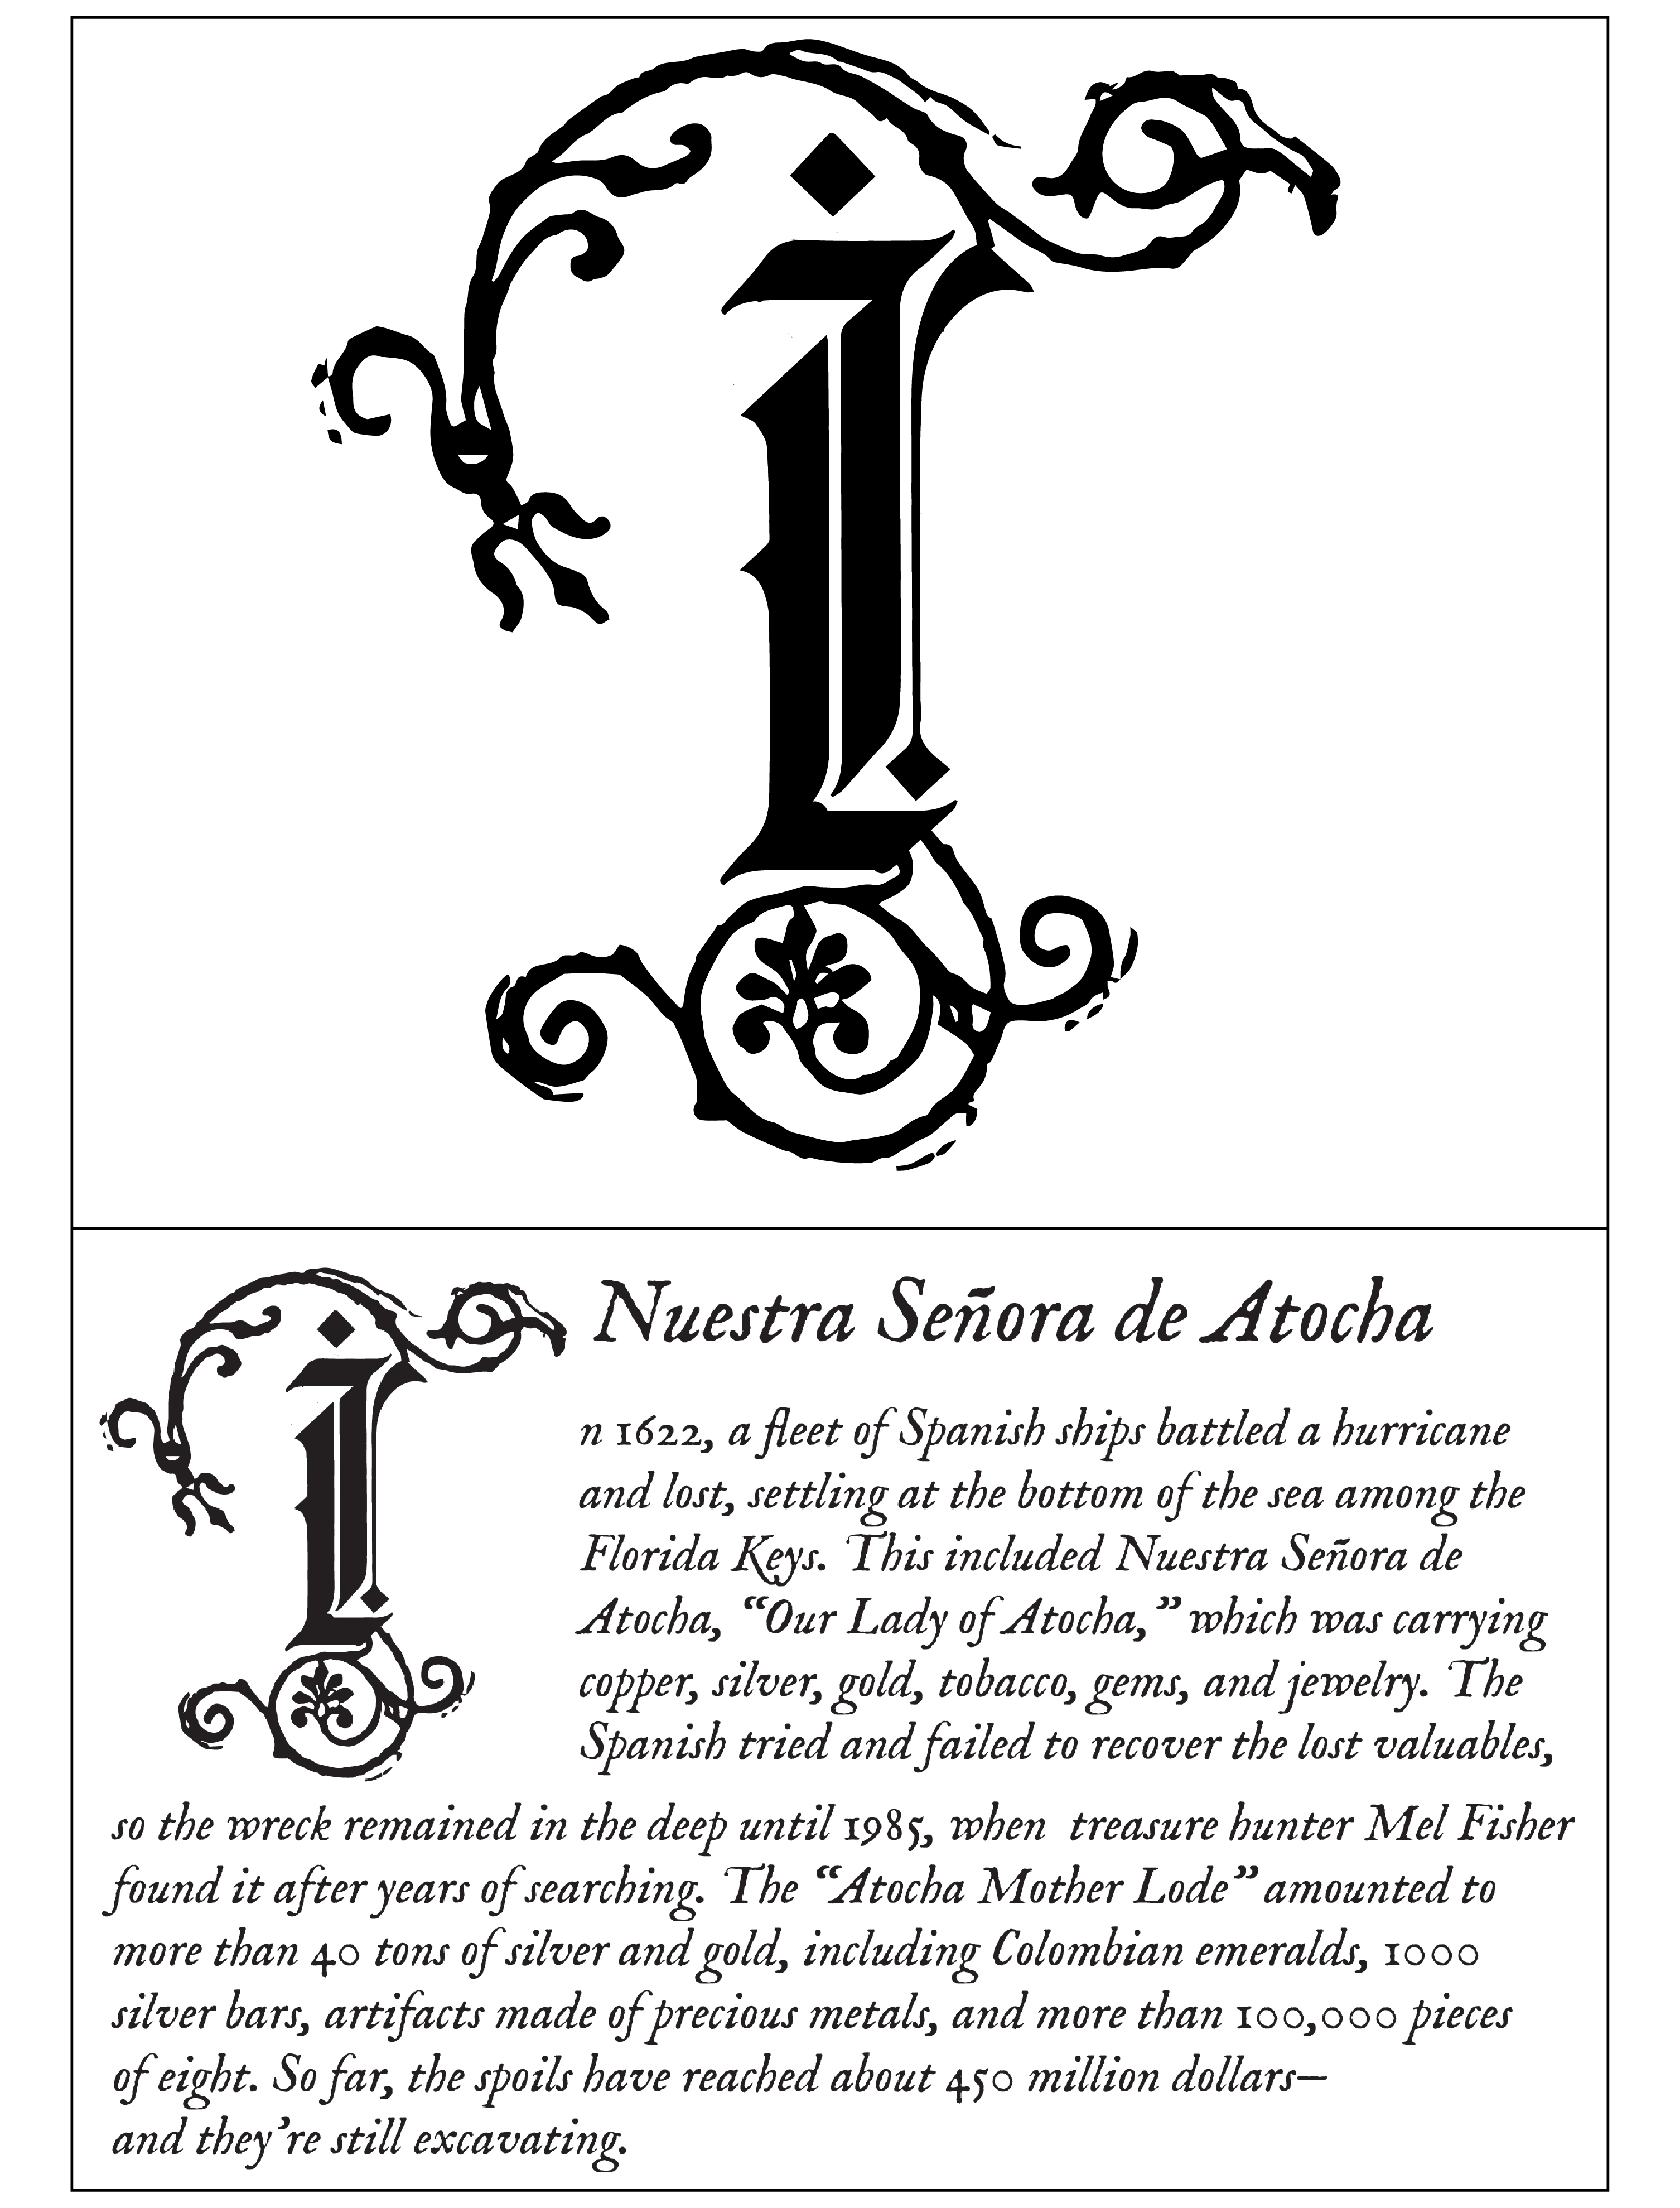 I
Nuestra Señora de Atocha
In 1622, a fleet of Spanish ships battled a hurricane
and lost, settling at the bottom of the sea among the
Florida Keys. This included Nuestra Señora de
Atocha, “Our Lady of Atocha,” which was carrying
copper, silver, gold, tobacco, gems, and jewelry. The
Spanish tried and failed to recover the lost valuables,
so the wreck remained in the deep until 1985, when treasure hunter Mel Fisher
found it after years of searching. The “Atocha Mother Lode” amounted to
more than 40 tons of silver and gold, including Colombian emeralds, 1000
silver bars, artifacts made of precious metals, and more than 100,000 pieces
of eight. So far, the spoils have reached about 450 million dollars—
and they’re still excavating.